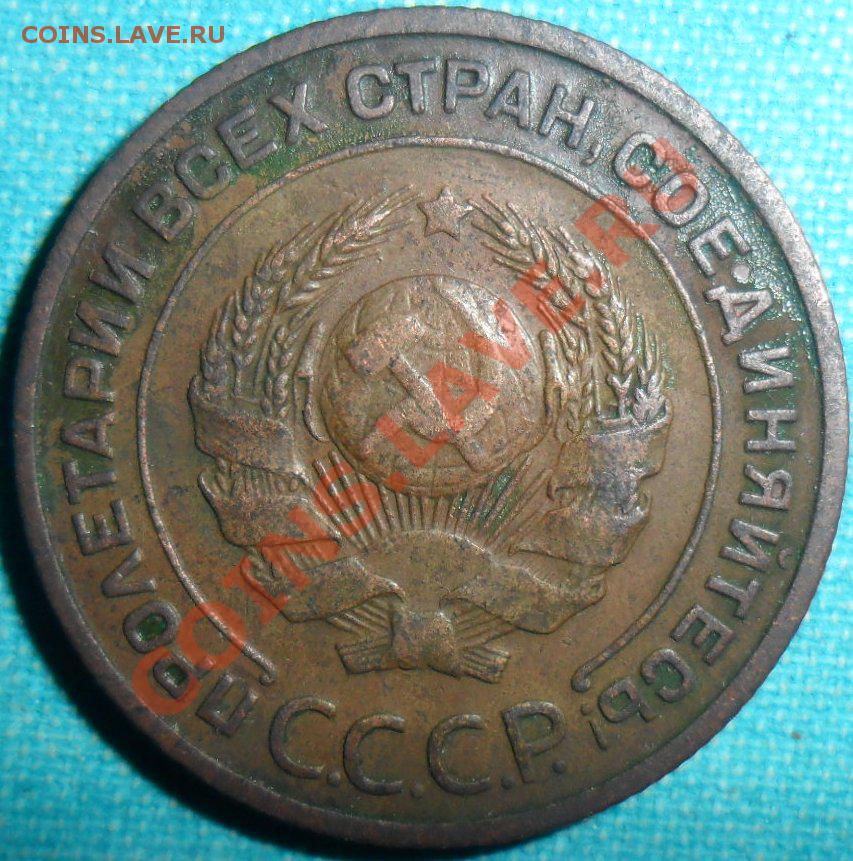 COINS.LAVE.RU
ПРОЛЕТАРИИ ВСЕХ СТРАН, СОЕДИНЯЙТЕСЬ!
С.С.С.Р.
COINS.LAVE.RU